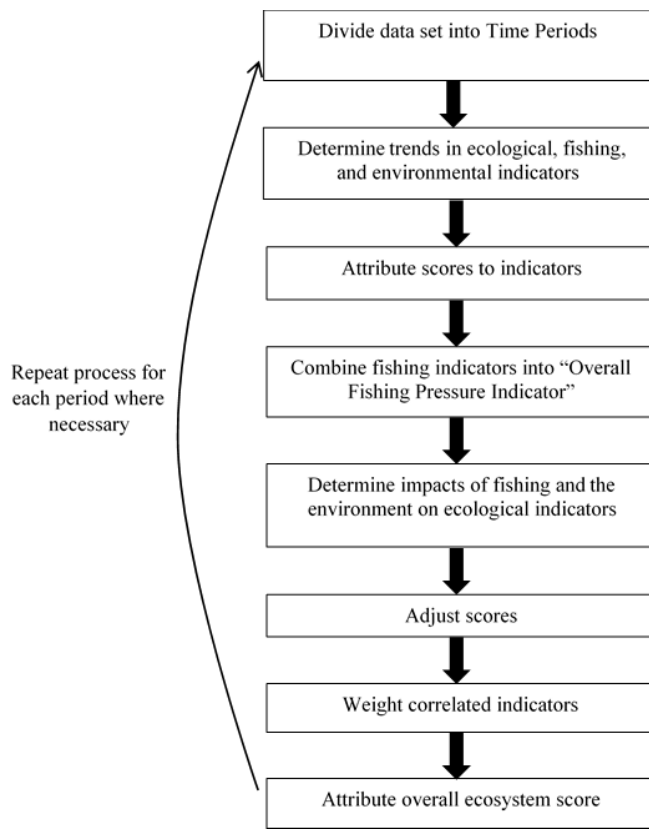 Divide data set into Time Periods
Determine trends in ecological, fishing,
and environmental indicators
Attribute scores to indicators
Combine fishing indicators into “Overall
Fishing Pressure Indicator”
Repeat process for
each period where
necessary
Determine impacts of fishing and the
environment on ecological indicators
Adjust scores
Weight correlated indicators
Attribute overall ecosystem score